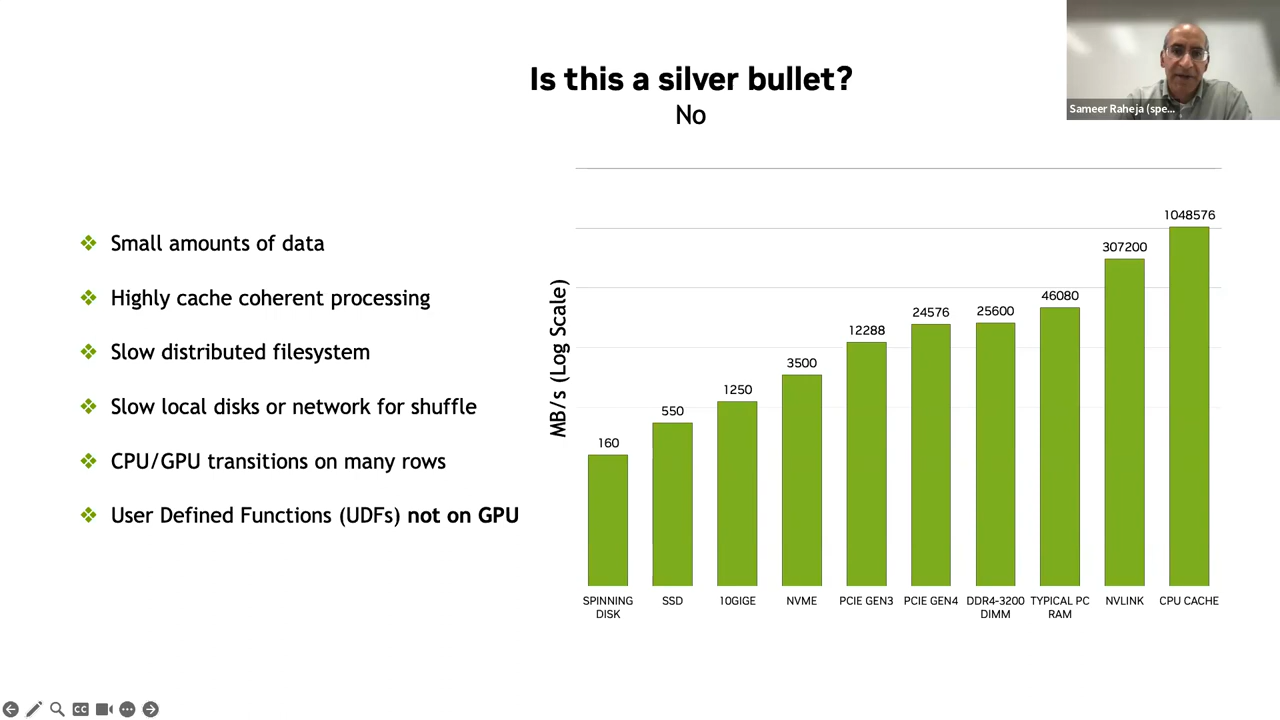 Is this a silver bullet?
No
Sameer Raheja (spe...
Small amounts of data
Highly cache coherent processing
Slow distributed filesystem
Slow local disks or network for shuffle
CPU/GPU transitions on many rows
User Defined Functions (UDFs) not on GPU
MB/s (Log Scale)
160
550
1250
3500
12288
24576
25600
46080
307200
1048576
SPINNING DISK
SSD
10GIGE
NVME
PCIE GEN3
PCIE GEN4
DDR4-3200 DIMM
TYPICAL PC RAM
NVLINK
CPU CACHE
CC